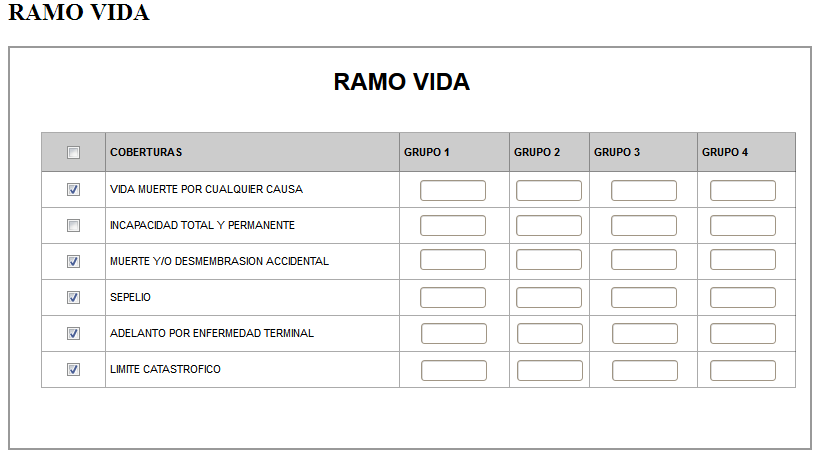 RAMO VIDA
RAMO VIDA
COBERTURAS GRUPO 1 GRUPO 2 GRUPO 3 GRUPO 4
VIDA MUERTE POR CUALQUIER CAUSA
INCAPACIDAD TOTAL Y PERMANENTE
MUERTE Y/O DESMEMBRASION ACCIDENTAL
SEPELIO
ADELANTO POR ENFERMEDAD TERMINAL
LIMITE CATASTROFICO